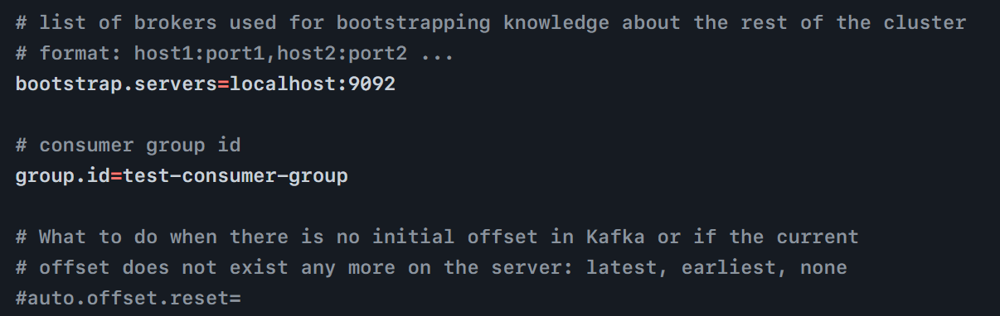 # list of brokers used for bootstrapping knowledge about the rest of the cluster
# format: host1:port1,host2:port2 ...
bootstrap.servers=localhost:9092
# consumer group id
group.id=test-consumer-group
# What to do when there is no initial offset in Kafka or if the current
# offset does not exist any more on the server: latest, earliest, none
#auto.offset.reset=